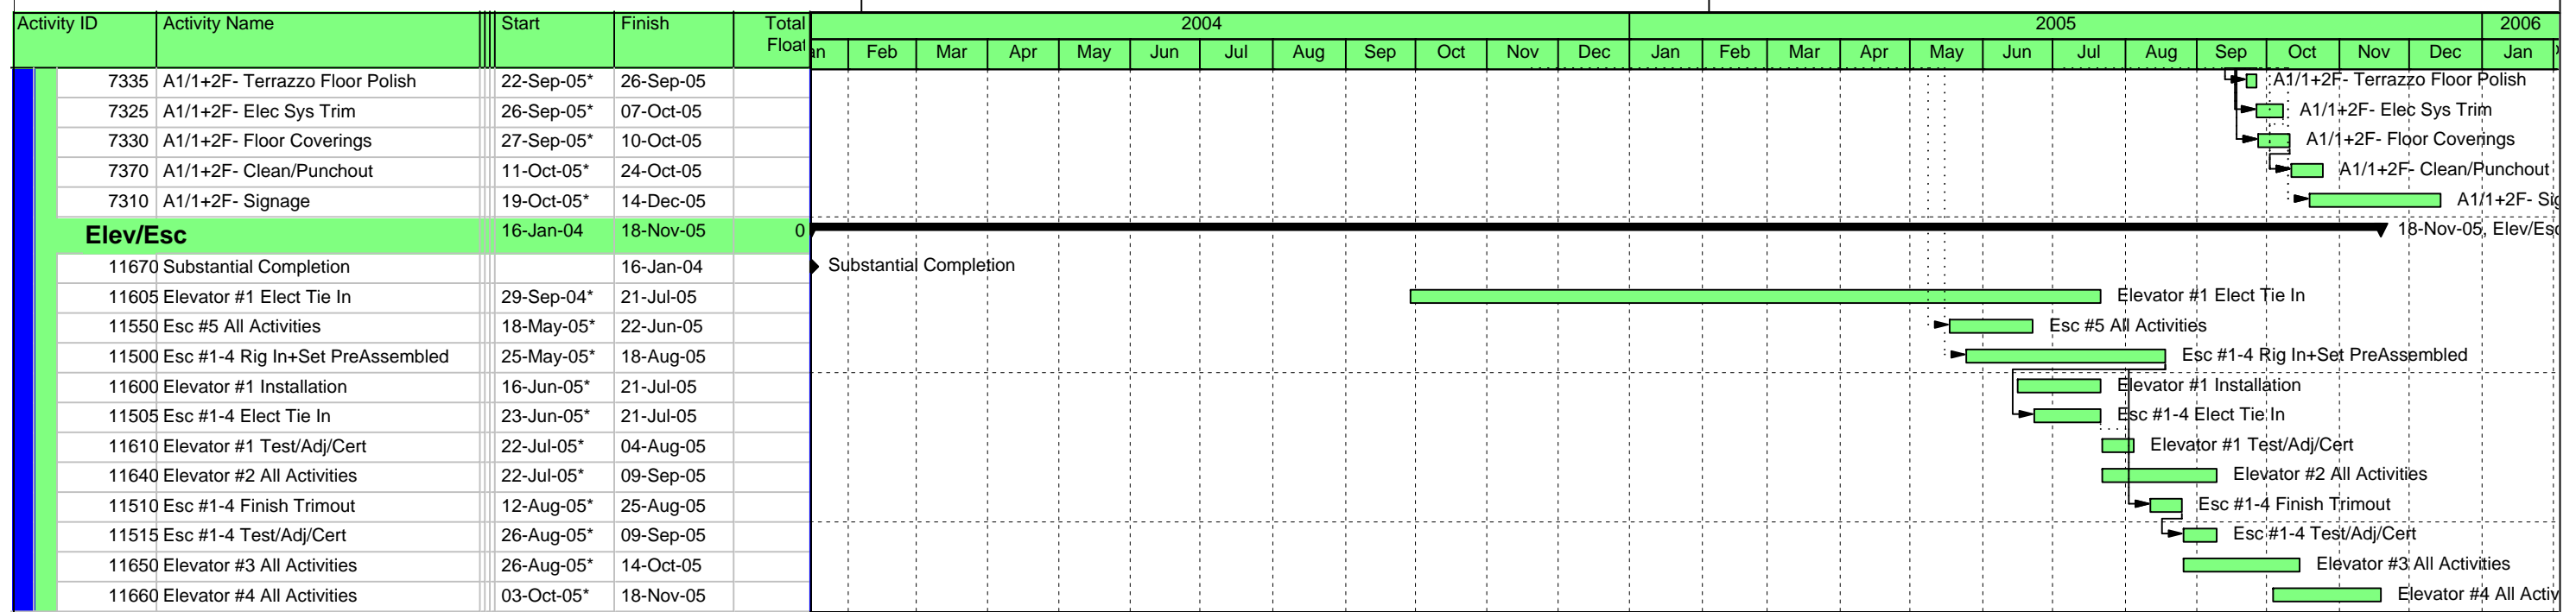 Activity ID Activity Name Start Finish Total Float
2004 2005 2006
an Feb Mar Apr May Jun Jul Aug Sep Oct Nov Dec Jan Feb Mar Apr May Jun Jul Aug Sep Oct Nov Dec Jan
7335 A1/1+2F- Terrazzo Floor Polish 22-Sep-05* 26-Sep-05 A1/1+2F- Terrazzo Floor Polish
7325 A1/1+2F- Elec Sys Trim 26-Sep-05* 07-Oct-05 A1/1+2F- Elec Sys Trim
7330 A1/1+2F- Floor Coverings 27-Sep-05* 10-Oct-05 A1/1+2F- Floor Coverings
7370 A1/1+2F- Clean/Punchout 11-Oct-05* 24-Oct-05 A1/1+2F- Clean/Punchout
7310 A1/1+2F- Signage 19-Oct-05* 14-Dec-05 A1/1+2F- Sig
Elev/Esc 16-Jan-04 18-Nov-05 0 18-Nov-05, Elev/Esc
11670 Substantial Completion 16-Jan-04 Substantial Completion
11605 Elevator #1 Elect Tie In 29-Sep-04* 21-Jul-05 Elevator #1 Elect Tie In
11550 Esc #5 All Activities 18-May-05* 22-Jun-05 Esc #5 All Activities
11500 Esc #1-4 Rig In+Set PreAssembled 25-May-05* 18-Aug-05 Esc #1-4 Rig In+Set PreAssembled
11600 Elevator #1 Installation 16-Jun-05* 21-Jul-05 Elevator #1 Installation
11505 Esc #1-4 Elect Tie In 23-Jun-05* 21-Jul-05 Esc #1-4 Elect Tie In
11610 Elevator #1 Test/Adj/Cert 22-Jul-05* 04-Aug-05 Elevator #1 Test/Adj/Cert
11640 Elevator #2 All Activities 22-Jul-05* 09-Sep-05 Elevator #2 All Activities
11510 Esc #1-4 Finish Trimout 12-Aug-05* 25-Aug-05 Esc #1-4 Finish Trimout
11515 Esc #1-4 Test/Adj/Cert 26-Aug-05* 09-Sep-05 Esc #1-4 Test/Adj/Cert
11650 Elevator #3 All Activities 26-Aug-05* 14-Oct-05 Elevator #3 All Activities
11660 Elevator #4 All Activities 03-Oct-05* 18-Nov-05 Elevator #4 All Activ